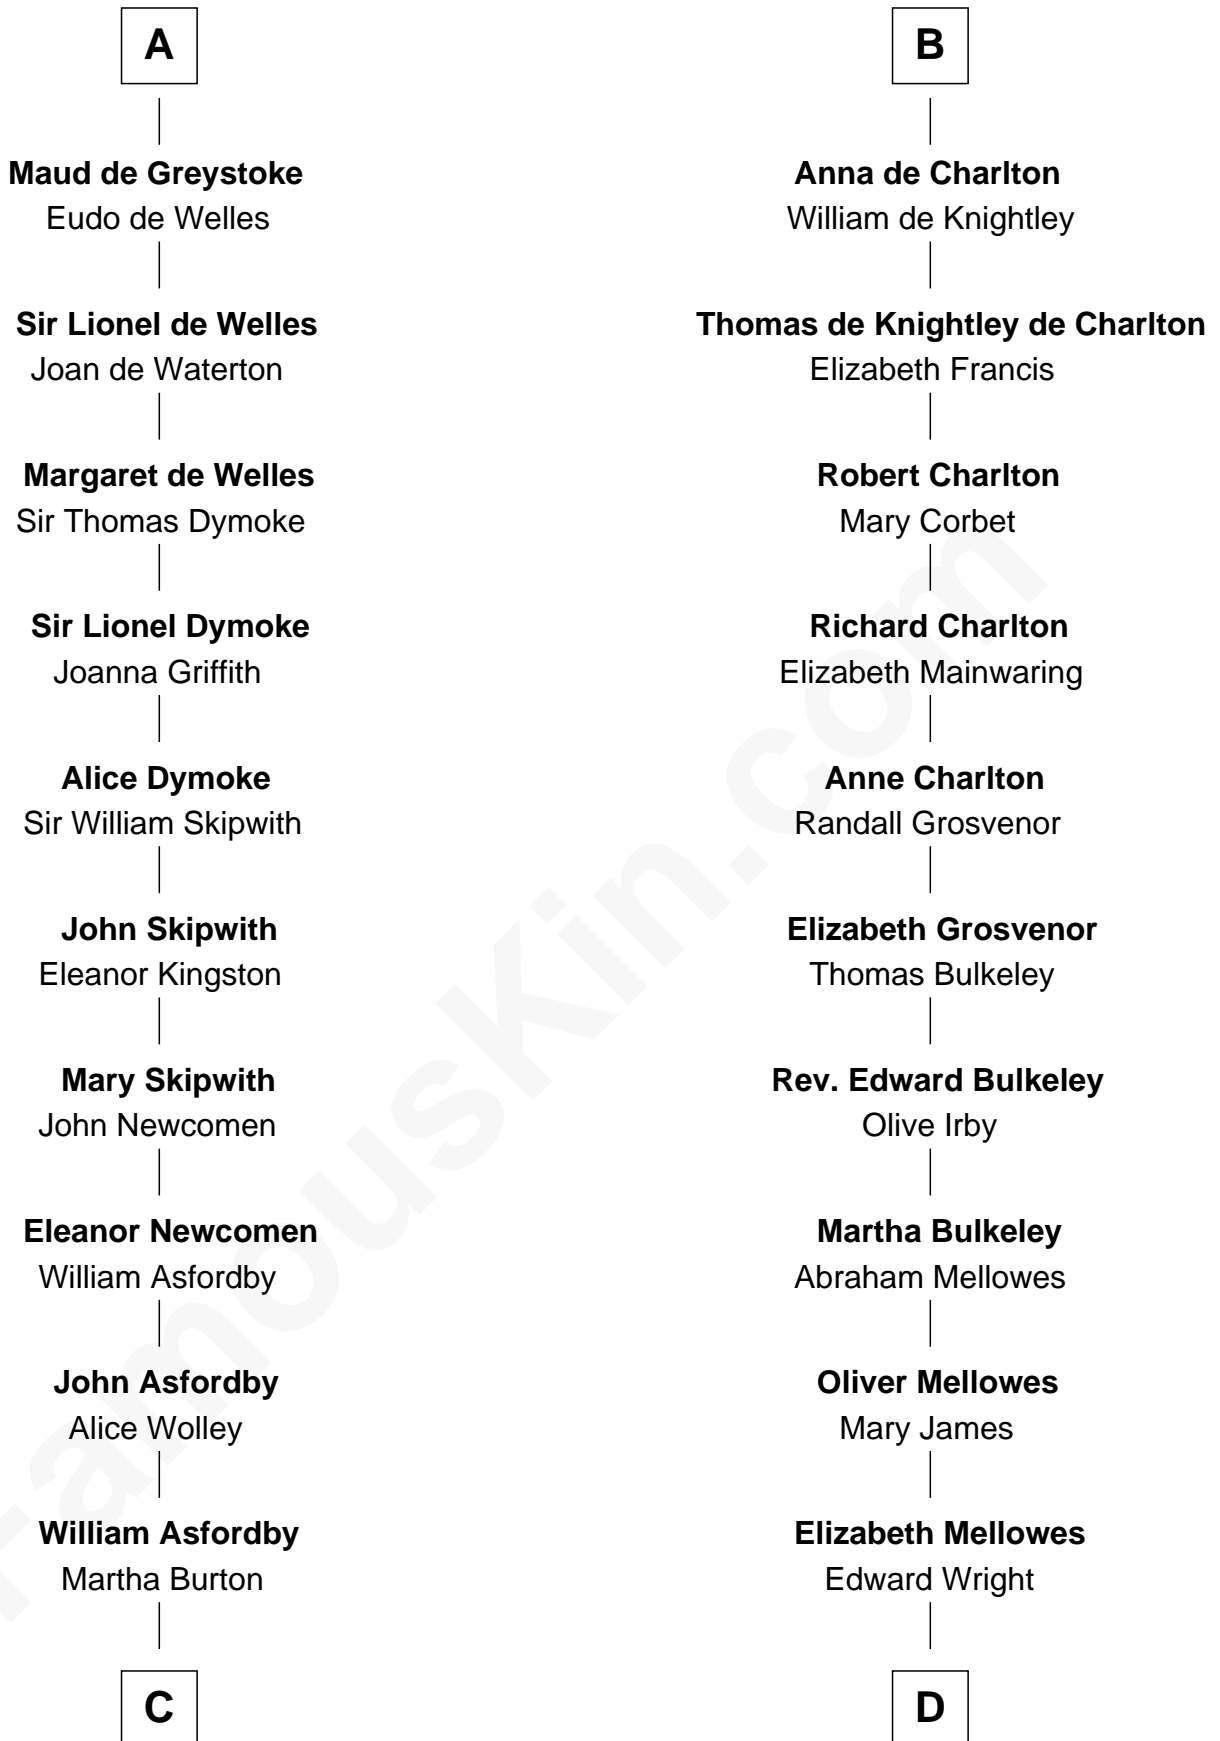 A
Maud de Greystoke
Eudo de Welles
Sir Lionel de Welles
Joan de Waterton
Margaret de Welles
Sir Thomas Dymoke
Sir Lionel Dymoke
Joanna Griffith
Alice Dymoke
Sir William Skipwith
John Skipwith
Eleanor Kingston
Mary Skipwith
John Newcomen
Eleanor Newcomen
William Asfordby
John Asfordby
Alice Wolley
William Asfordby
Martha Burton
C
B
Anna de Charlton
William de Knightley
Thomas de Knightley de Charlton
Elizabeth Francis
Robert Charlton
Mary Corbet
Richard Charlton
Elizabeth Mainwaring
Anne Charlton
Randall Grosvenor
Elizabeth Grosvenor
Thomas Bulkeley
Rev. Edward Bulkeley
Olive Irby
Martha Bulkeley
Abraham Mellowes
Oliver Mellowes
Mary James
Elizabeth Mellowes
Edward Wright
D
FamousKin.com